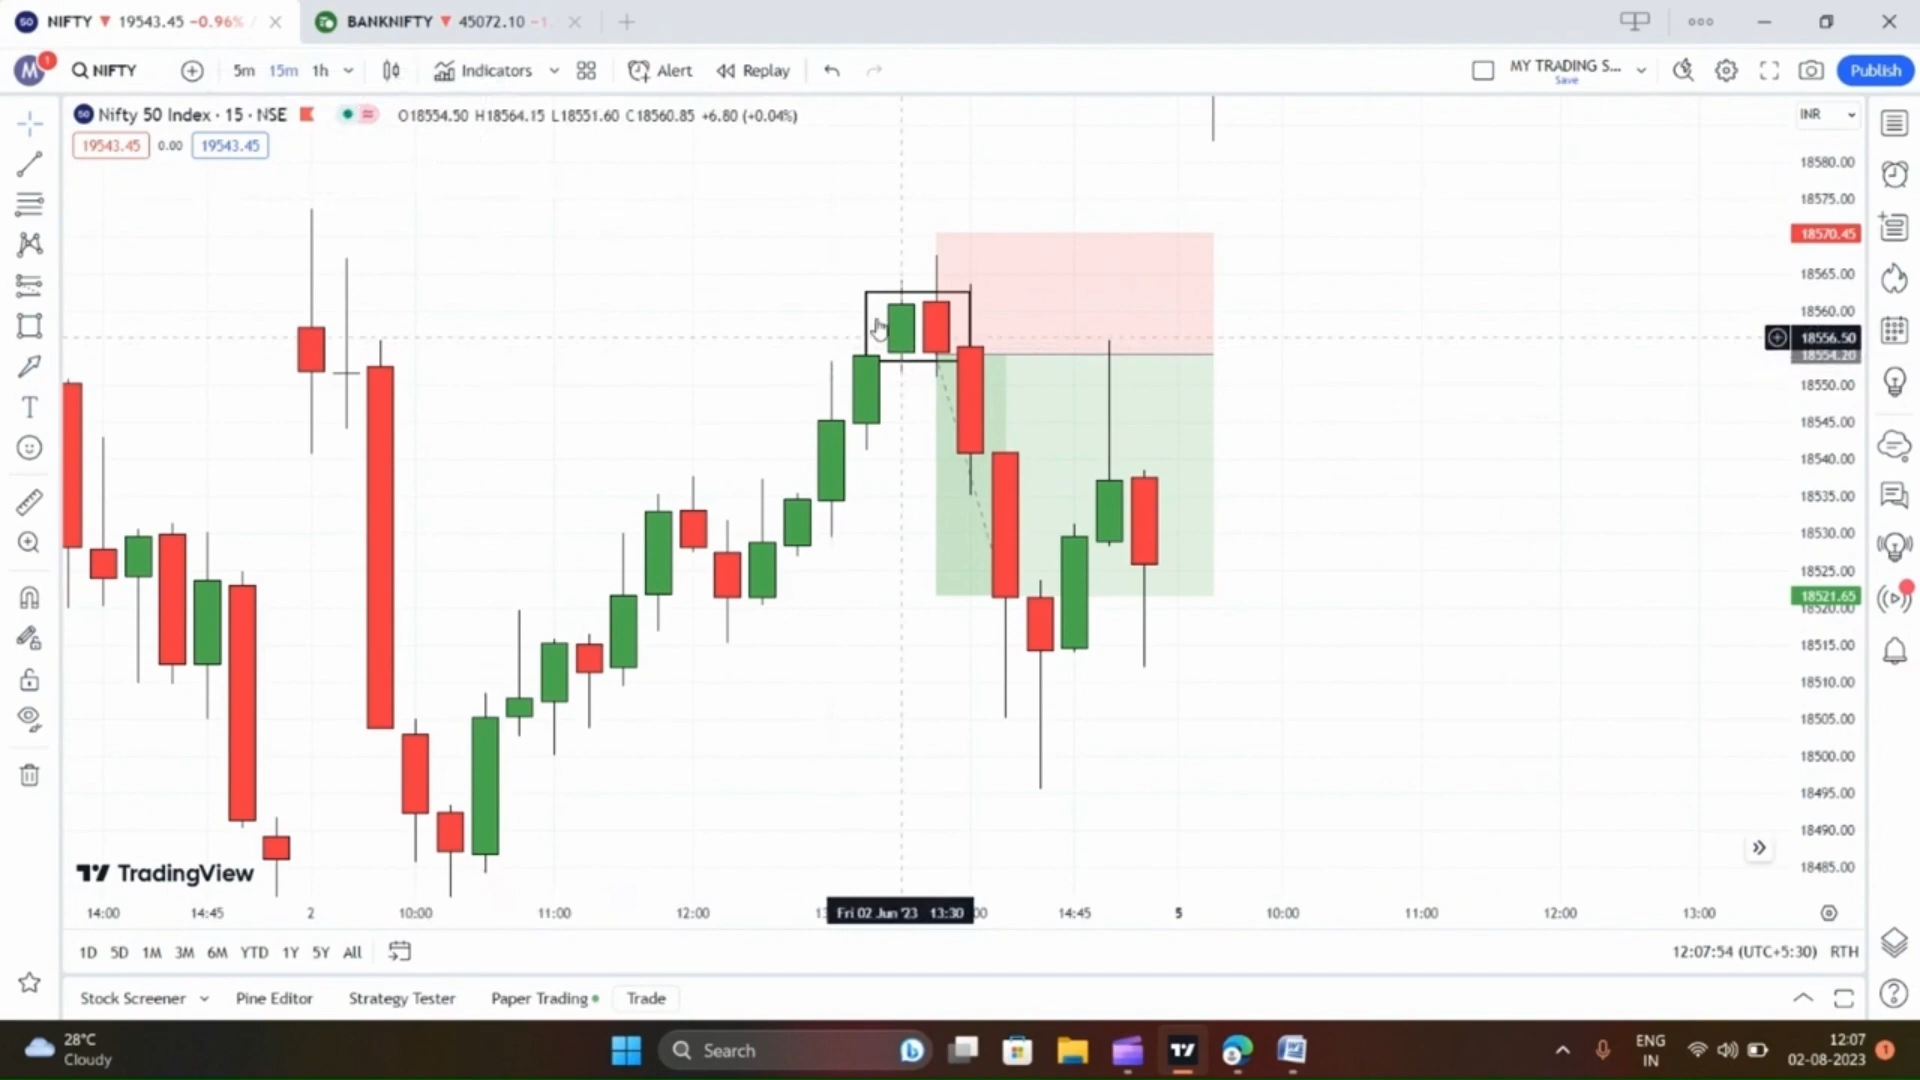 NIFTY ▼ 19543.45 −0.96% /
BANKNIFTY ▼ 45072.10 −1
M 1 NIFTY 5m 15m 1h Indicators Alert Replay MY TRADING S... Save Publish
50 Nifty 50 Index · 15 · NSE O18554.50 H18564.15 L18551.60 C18560.85 +6.80 (+0.04%) INR
19543.45 0.00 19543.45
18580.00
18575.00
18570.45
18565.00
18560.00
18556.50
18554.20
18550.00
18545.00
18540.00
18535.00
18530.00
18525.00
18521.65
18520.00
18515.00
18510.00
18505.00
18500.00
18495.00
18490.00
18485.00
TradingView
14:00 14:45 2 10:00 11:00 12:00 Fri 02 Jun '23 13:30 14:45 5 10:00 11:00 12:00 13:00
1D 5D 1M 3M 6M YTD 1Y 5Y All 12:07:54 (UTC+5:30) RTH
Stock Screener Pine Editor Strategy Tester Paper Trading Trade
28°C
Cloudy
Search
ENG
IN
12:07
02-08-2023
1